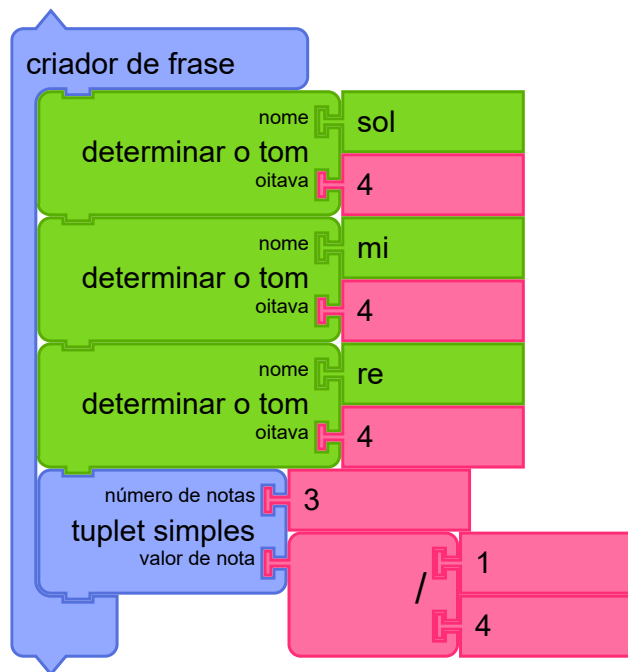 criador de frase
nome sol
determinar o tom
oitava 4
nome mi
determinar o tom
oitava 4
nome re
determinar o tom
oitava 4
número de notas 3
tuplet simples
valor de nota / 1
4